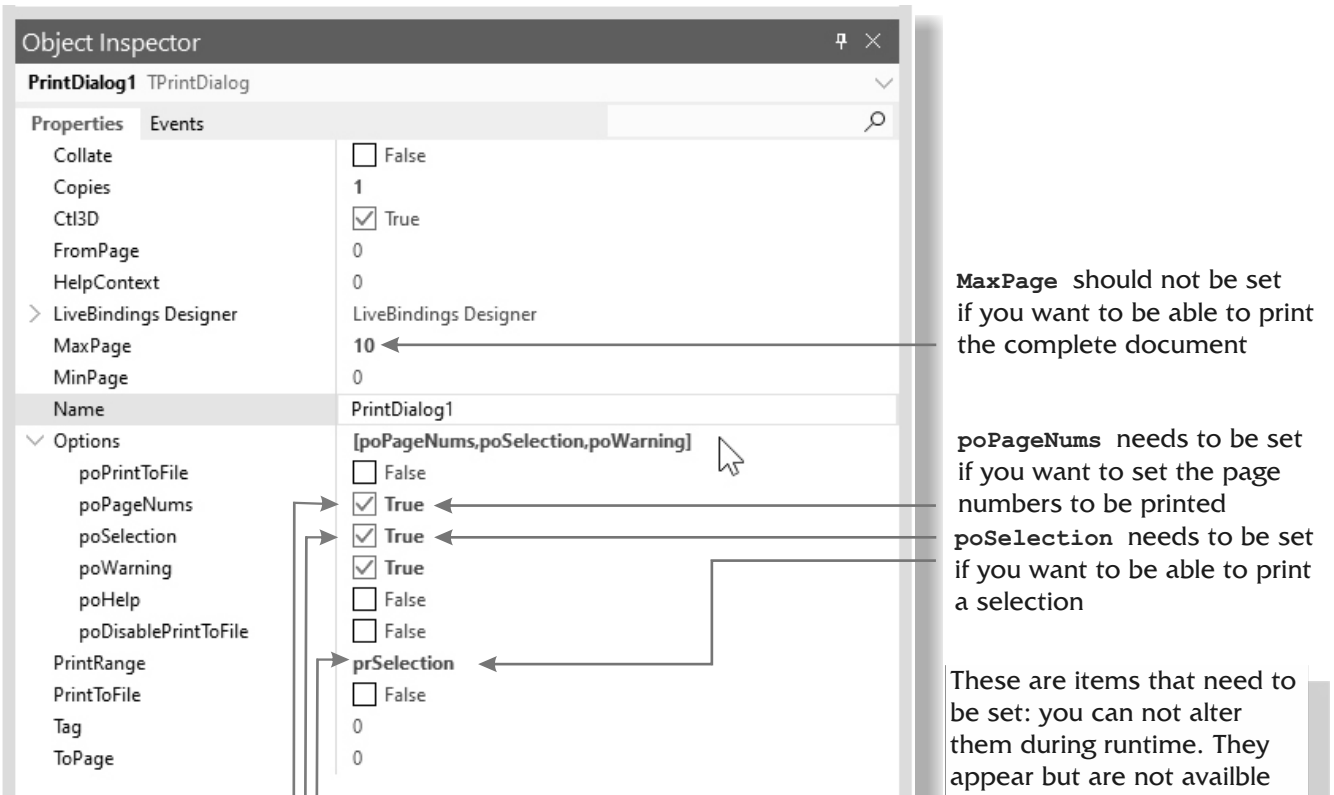 Object Inspector
PrintDialog1 TPrintDialog
Properties Events
Collate False
Copies 1
Ctl3D True
FromPage 0
HelpContext 0
LiveBindings Designer LiveBindings Designer
MaxPage 10
MinPage 0
Name PrintDialog1
Options [poPageNums,poSelection,poWarning]
poPrintToFile False
poPageNums True
poSelection True
poWarning True
poHelp False
poDisablePrintToFile False
PrintRange prSelection
PrintToFile False
Tag 0
ToPage 0
MaxPage should not be set
if you want to be able to print
the complete document
poPageNums needs to be set
if you want to set the page
numbers to be printed
poSelection needs to be set
if you want to be able to print
a selection
These are items that need to
be set: you can not alter
them during runtime. They
appear but are not availble